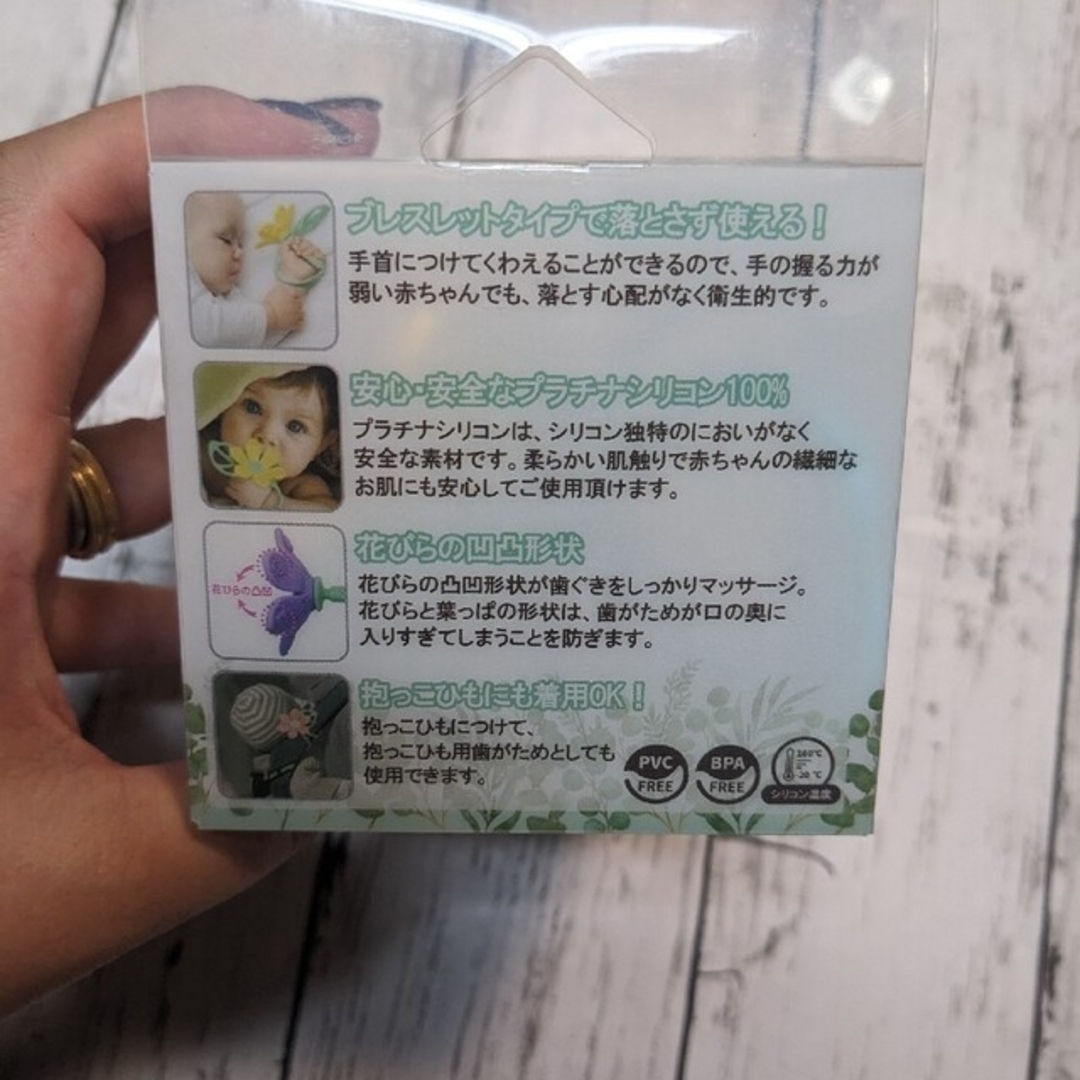 ブレスレットタイプで落とさず使える！
手首につけてくわえることができるので、手の握る力が
弱い赤ちゃんでも、落とす心配がなく衛生的です。
安心・安全なプラチナシリコン100%
プラチナシリコンは、シリコン独特のにおいがなく
安全な素材です。柔らかい肌触りで赤ちゃんの繊細な
お肌にも安心してご使用頂けます。
花びらの凹凸形状
花びらの凸凹形状が歯ぐきをしっかりマッサージ。
花びらと葉っぱの形状は、歯がためが口の奥に
入りすぎてしまうことを防ぎます。
花びらの凸凹
抱っこひもにも着用OK！
抱っこひもにつけて、
抱っこひも用歯がためとしても
使用できます。
PVC
FREE
BPA
FREE
160℃
-20℃
シリコン温度